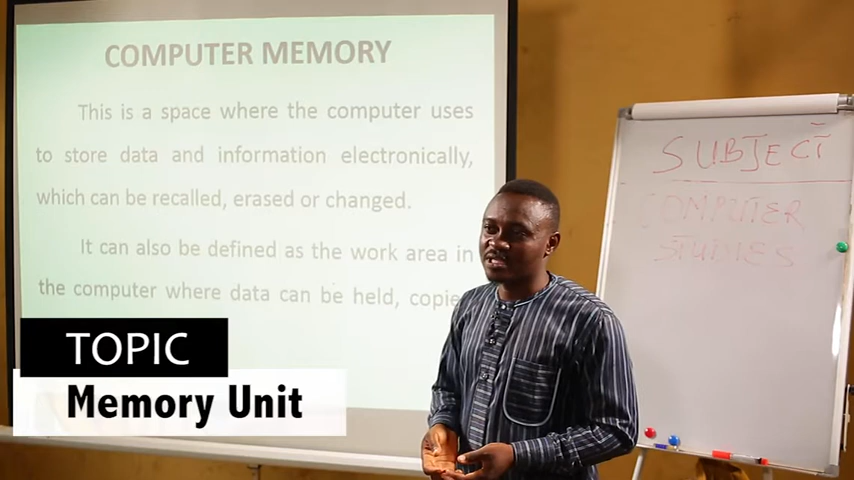 COMPUTER MEMORY
This is a space where the computer uses
to store data and information electronically,
which can be recalled, erased or changed.
It can also be defined as the work area in
the computer where data can be held, copied
TOPIC
Memory Unit
SUBJECT
COMPUTER
STUDIES